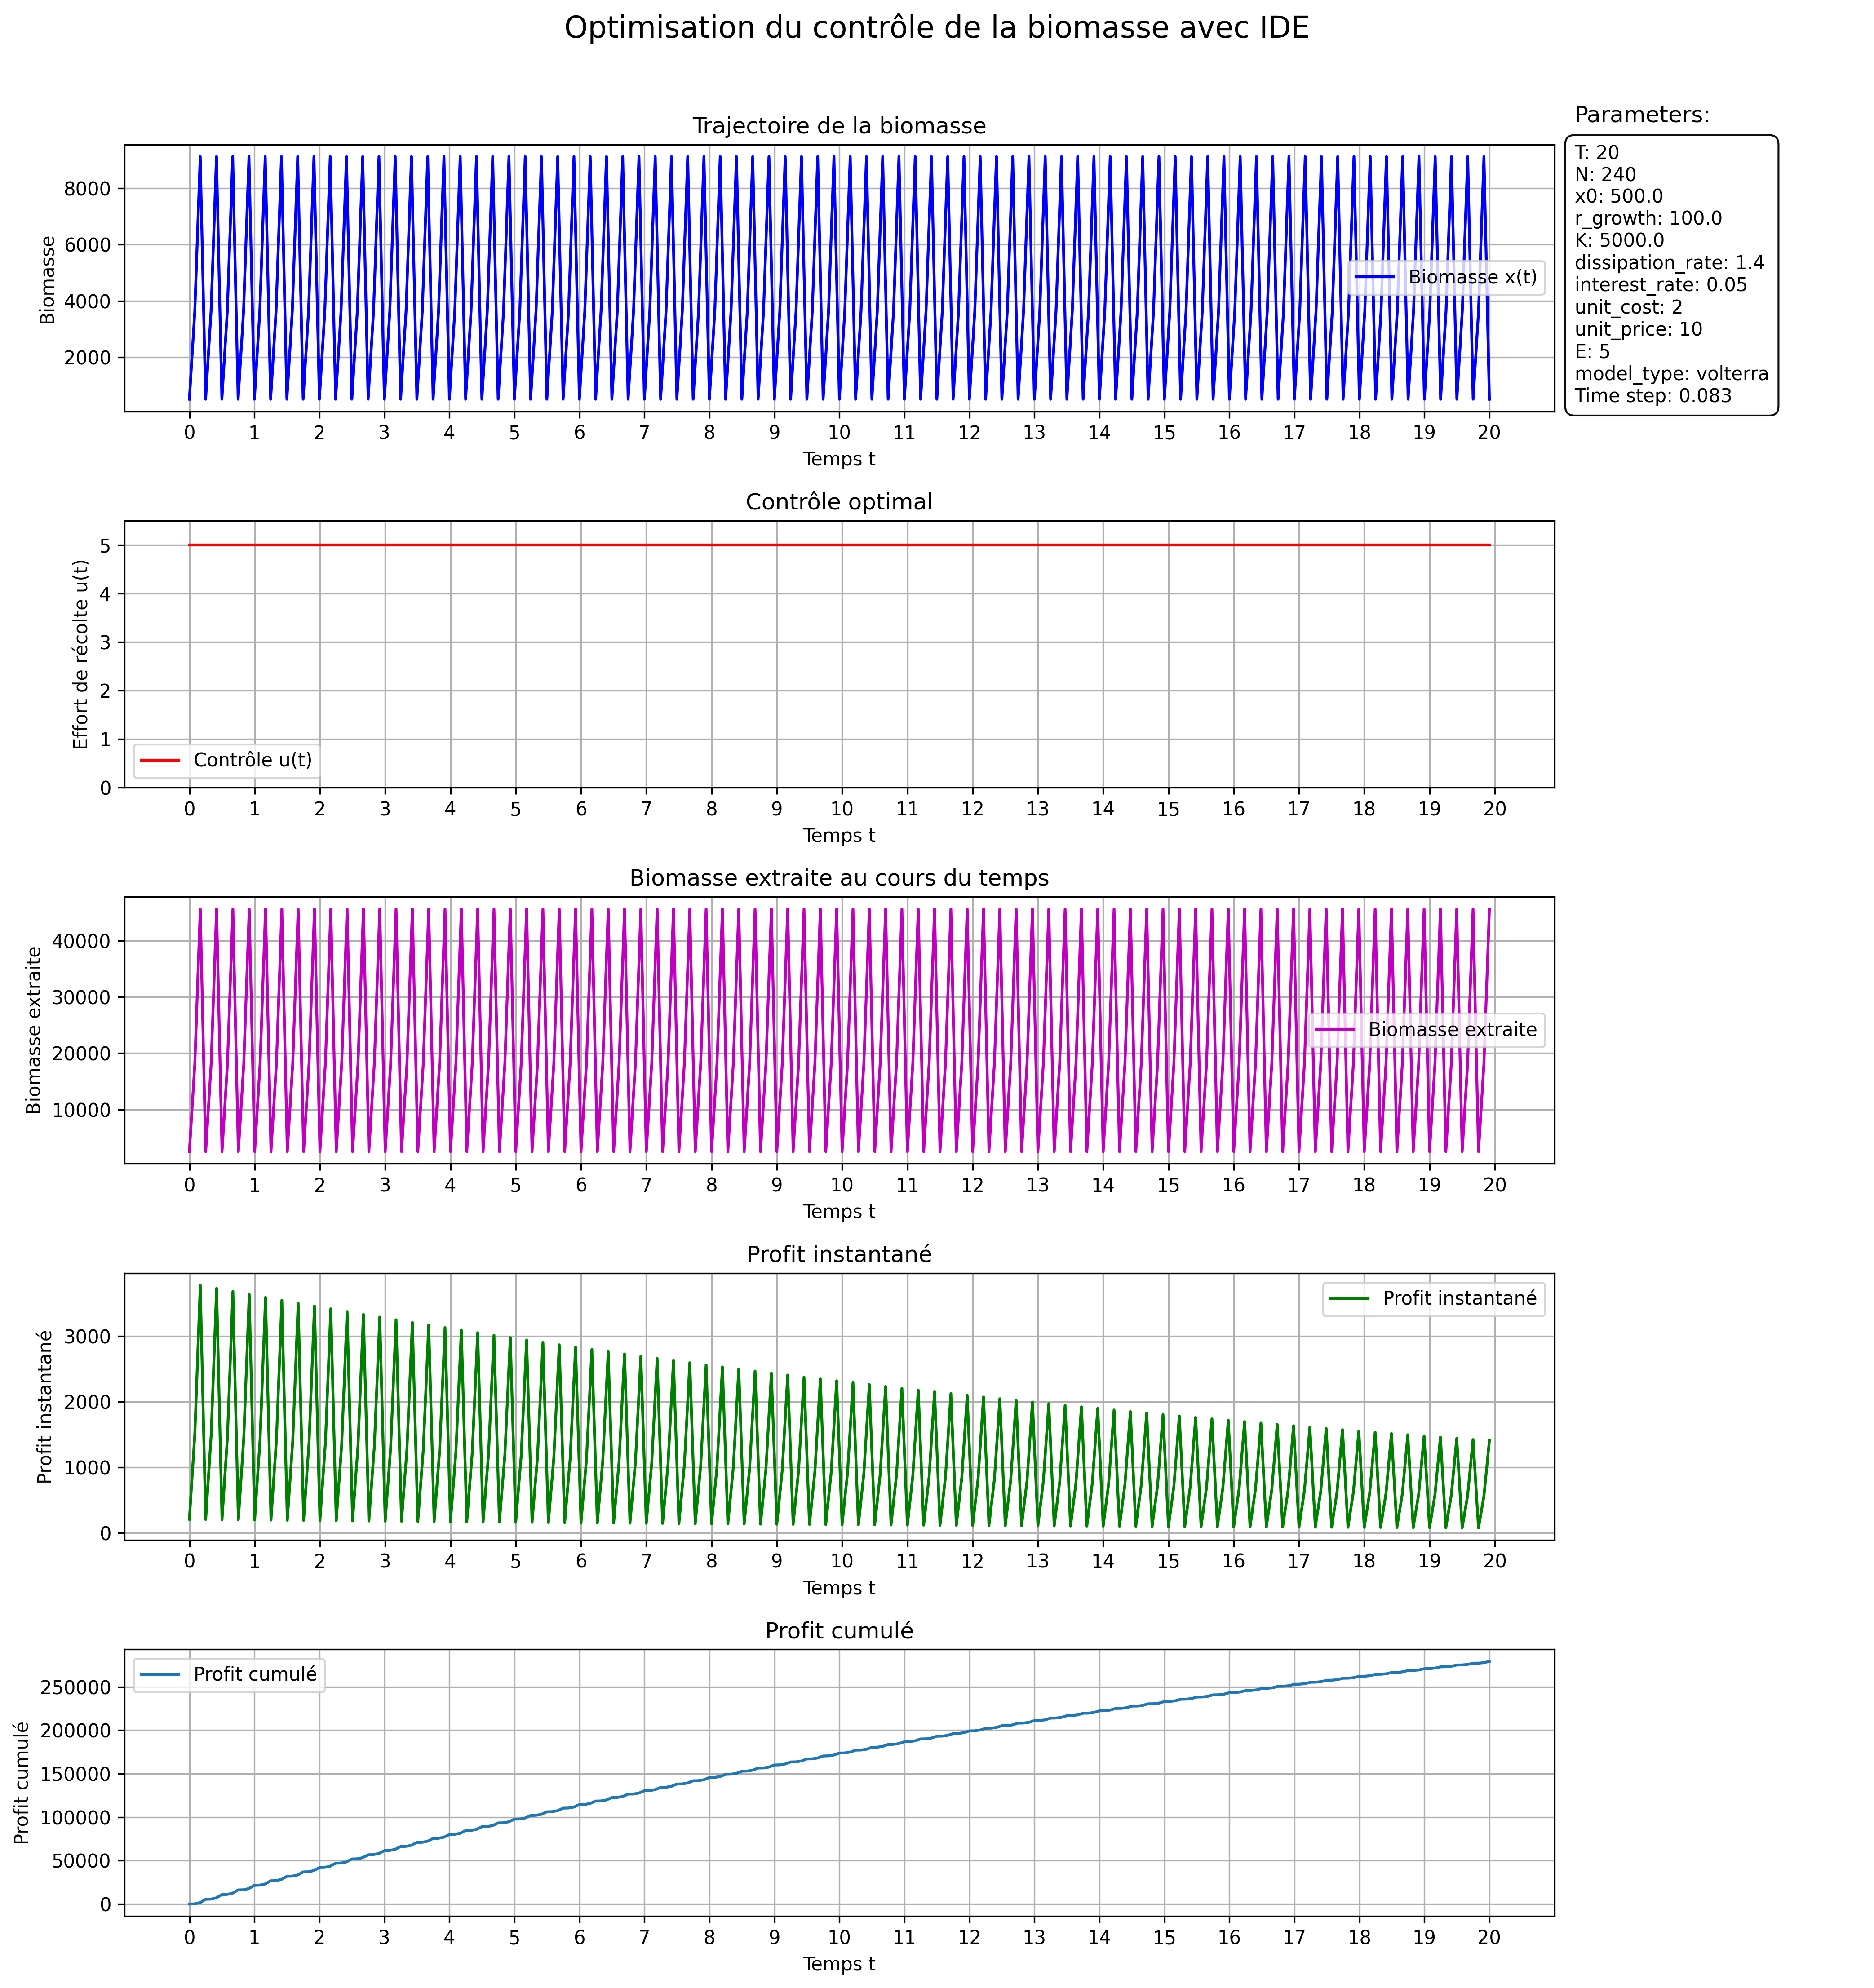 Optimisation du contrôle de la biomasse avec IDE
Trajectoire de la biomasse
Biomasse
8000
6000
4000
2000
Biomasse x(t)
0 1 2 3 4 5 6 7 8 9 10 11 12 13 14 15 16 17 18 19 20
Temps t
Parameters:
T: 20
N: 240
x0: 500.0
r_growth: 100.0
K: 5000.0
dissipation_rate: 1.4
interest_rate: 0.05
unit_cost: 2
unit_price: 10
E: 5
model_type: volterra
Time step: 0.083
Contrôle optimal
Effort de récolte u(t)
5
4
3
2
1
0
Contrôle u(t)
0 1 2 3 4 5 6 7 8 9 10 11 12 13 14 15 16 17 18 19 20
Temps t
Biomasse extraite au cours du temps
Biomasse extraite
40000
30000
20000
10000
Biomasse extraite
0 1 2 3 4 5 6 7 8 9 10 11 12 13 14 15 16 17 18 19 20
Temps t
Profit instantané
Profit instantané
3000
2000
1000
0
Profit instantané
0 1 2 3 4 5 6 7 8 9 10 11 12 13 14 15 16 17 18 19 20
Temps t
Profit cumulé
Profit cumulé
250000
200000
150000
100000
50000
0
Profit cumulé
0 1 2 3 4 5 6 7 8 9 10 11 12 13 14 15 16 17 18 19 20
Temps t